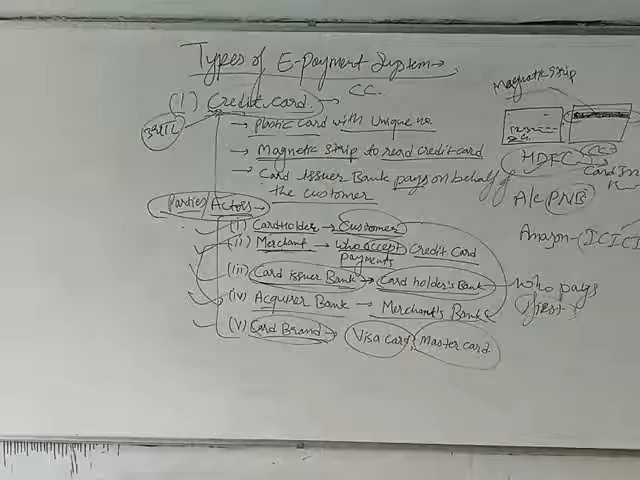 Types of E-Payment System →
(1) Credit card. → CC.
उधार
→ Plastic Card with Unique no.
→ Magnetic strip to read credit card
→ Card Issuer Bank pays on behalf of the customer
Parties/Actors →
(i) Cardholder → Customer
(ii) Merchant → who accept Credit Card payments
(iii) Card issuer Bank → Card holder's Bank
(iv) Acquirer Bank → Merchant's Bank
(v) Card Brand → Visa card, Master card
who pays first
Magnetic strip
HDFC CC
A/c PNB
Amazon - ICICI